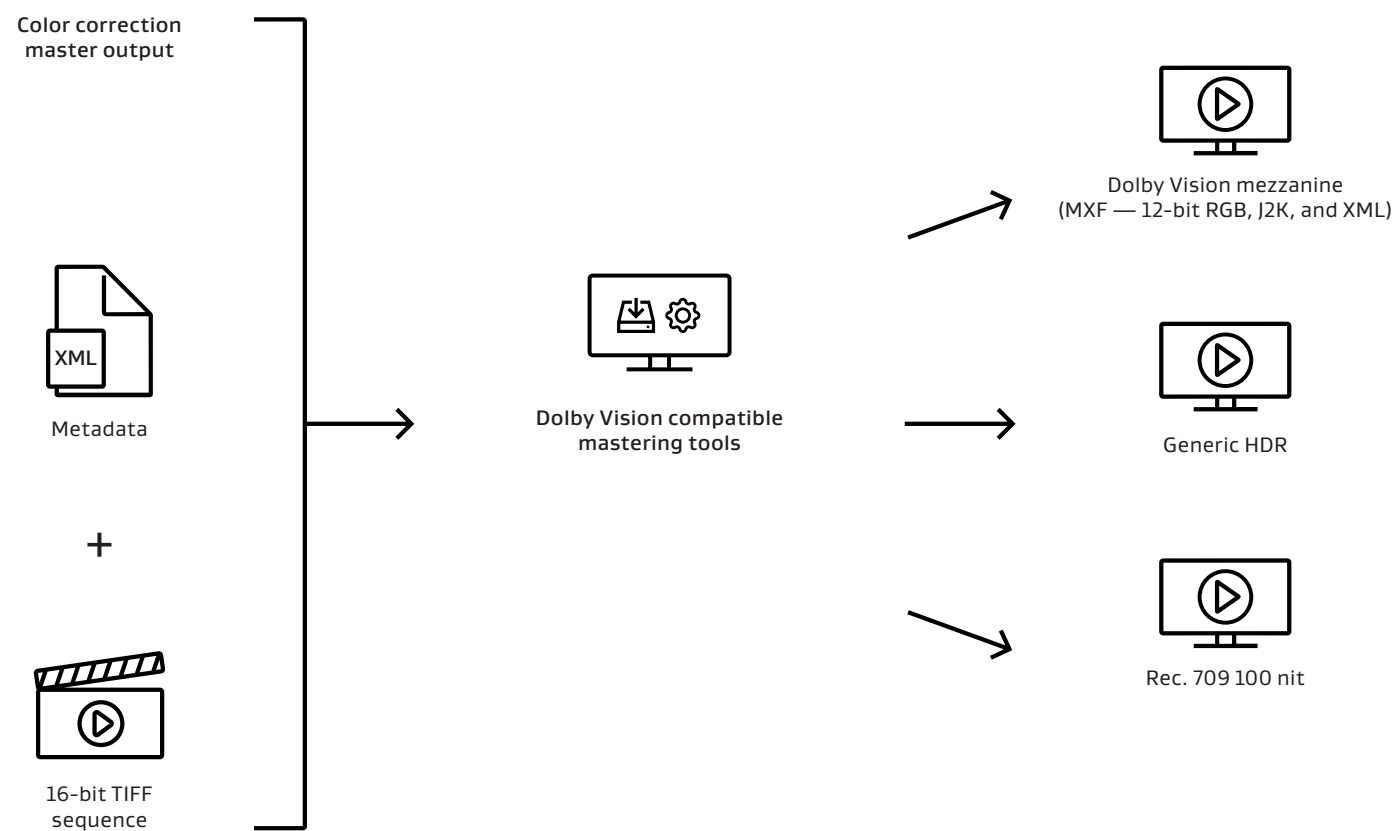 Color correction
master output
XML
Metadata
+
16-bit TIFF
sequence
Dolby Vision compatible
mastering tools
Dolby Vision mezzanine
(MXF — 12-bit RGB, J2K, and XML)
Generic HDR
Rec. 709 100 nit